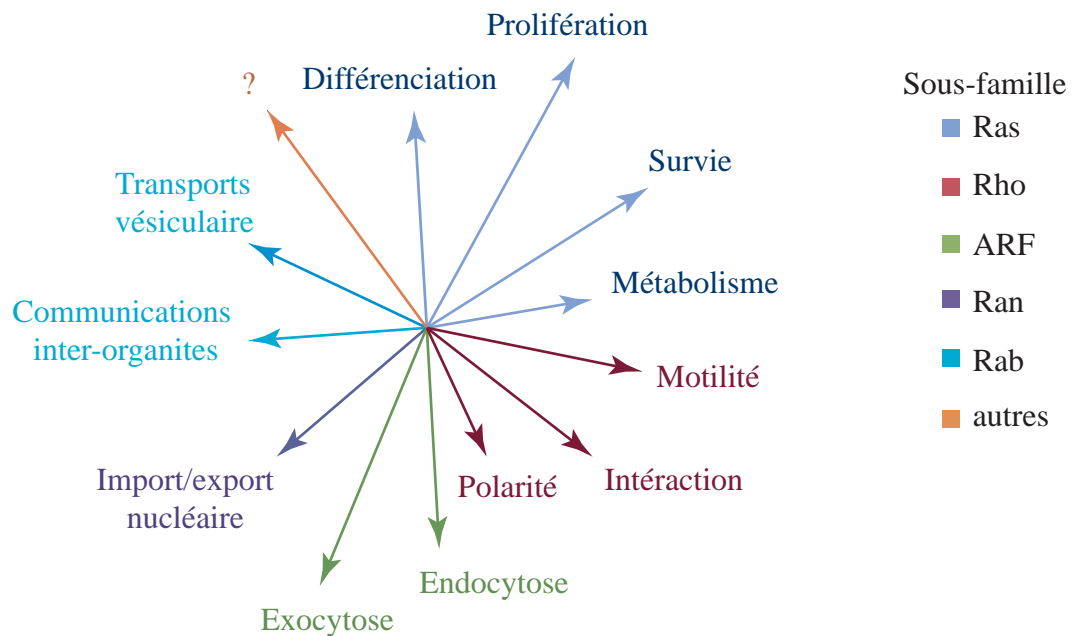 Prolifération
Différenciation
?
Survie
Transports
vésiculaire
Métabolisme
Communications
inter-organites
Motilité
Import/export
nucléaire
Polarité
Intéraction
Endocytose
Exocytose
Sous-famille
Ras
Rho
ARF
Ran
Rab
autres